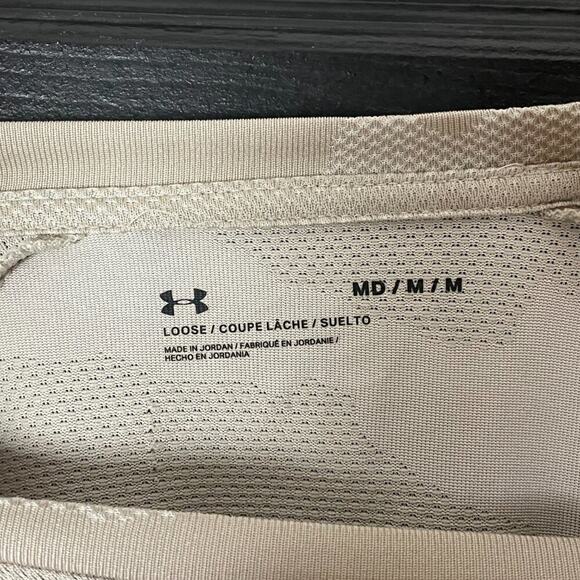 MD / M / M
LOOSE / COUPE LÂCHE / SUELTO
MADE IN JORDAN / FABRIQUÉ EN JORDANIE /
HECHO EN JORDANIA